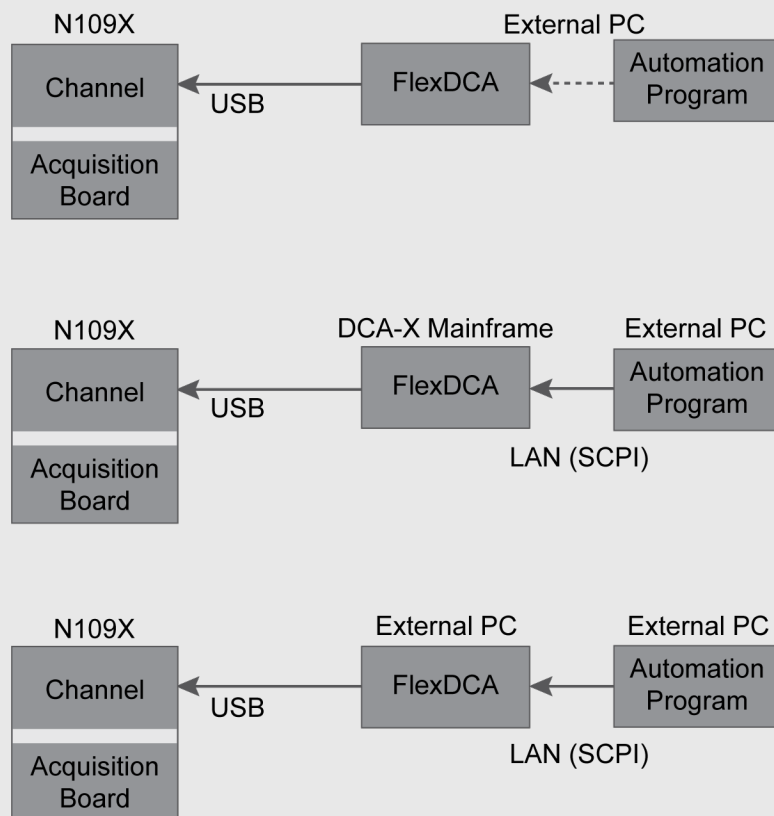 N109X
External PC
Channel
USB
FlexDCA
Automation
Program
Acquisition
Board
N109X
DCA-X Mainframe
External PC
Channel
USB
FlexDCA
Automation
Program
LAN (SCPI)
Acquisition
Board
N109X
External PC
External PC
Channel
USB
FlexDCA
Automation
Program
LAN (SCPI)
Acquisition
Board